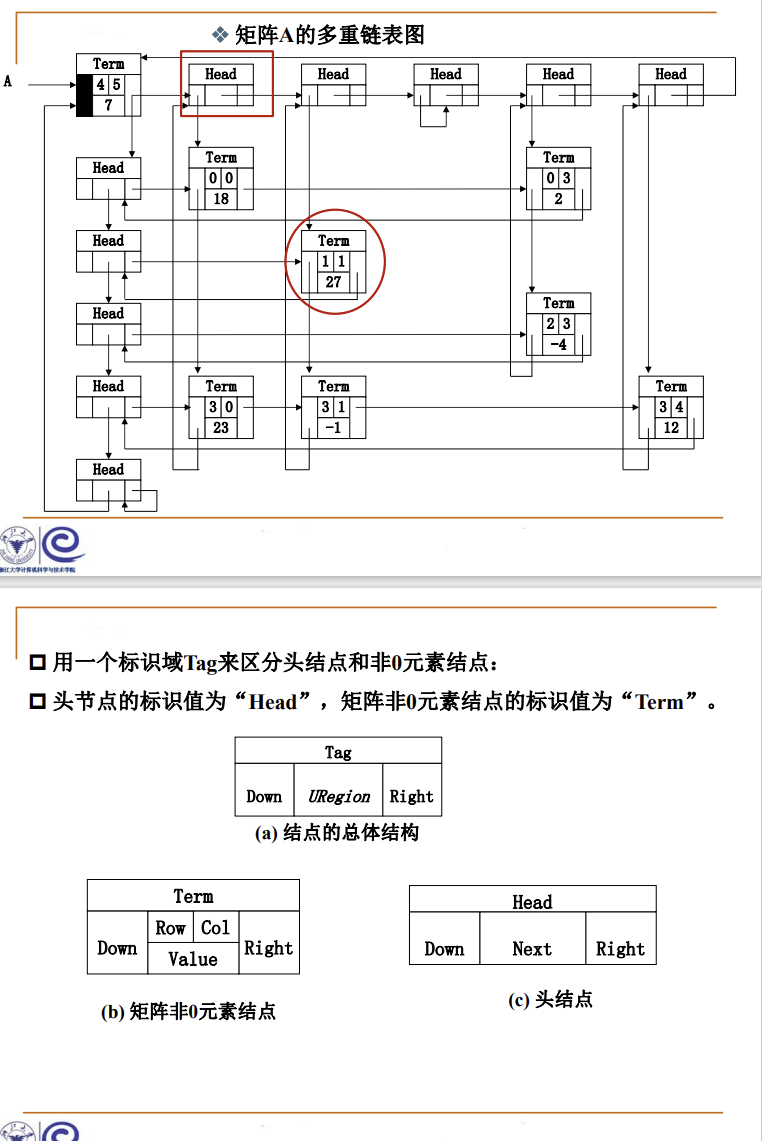 ❖ 矩阵A的多重链表图
A
Term
4 5
7
Head
Head
Head
Head
Head
Head
Term
0 0
18
Term
0 3
2
Head
Term
1 1
27
Head
Term
2 3
-4
Head
Term
3 0
23
Term
3 1
-1
Term
3 4
12
Head
浙江大学计算机科学与技术学院
用一个标识域Tag来区分头结点和非0元素结点：
头节点的标识值为“Head”，矩阵非0元素结点的标识值为“Term”。
Tag
Down URegion Right
(a) 结点的总体结构
Term
Down Row Col Right
Value
(b) 矩阵非0元素结点
Head
Down Next Right
(c) 头结点